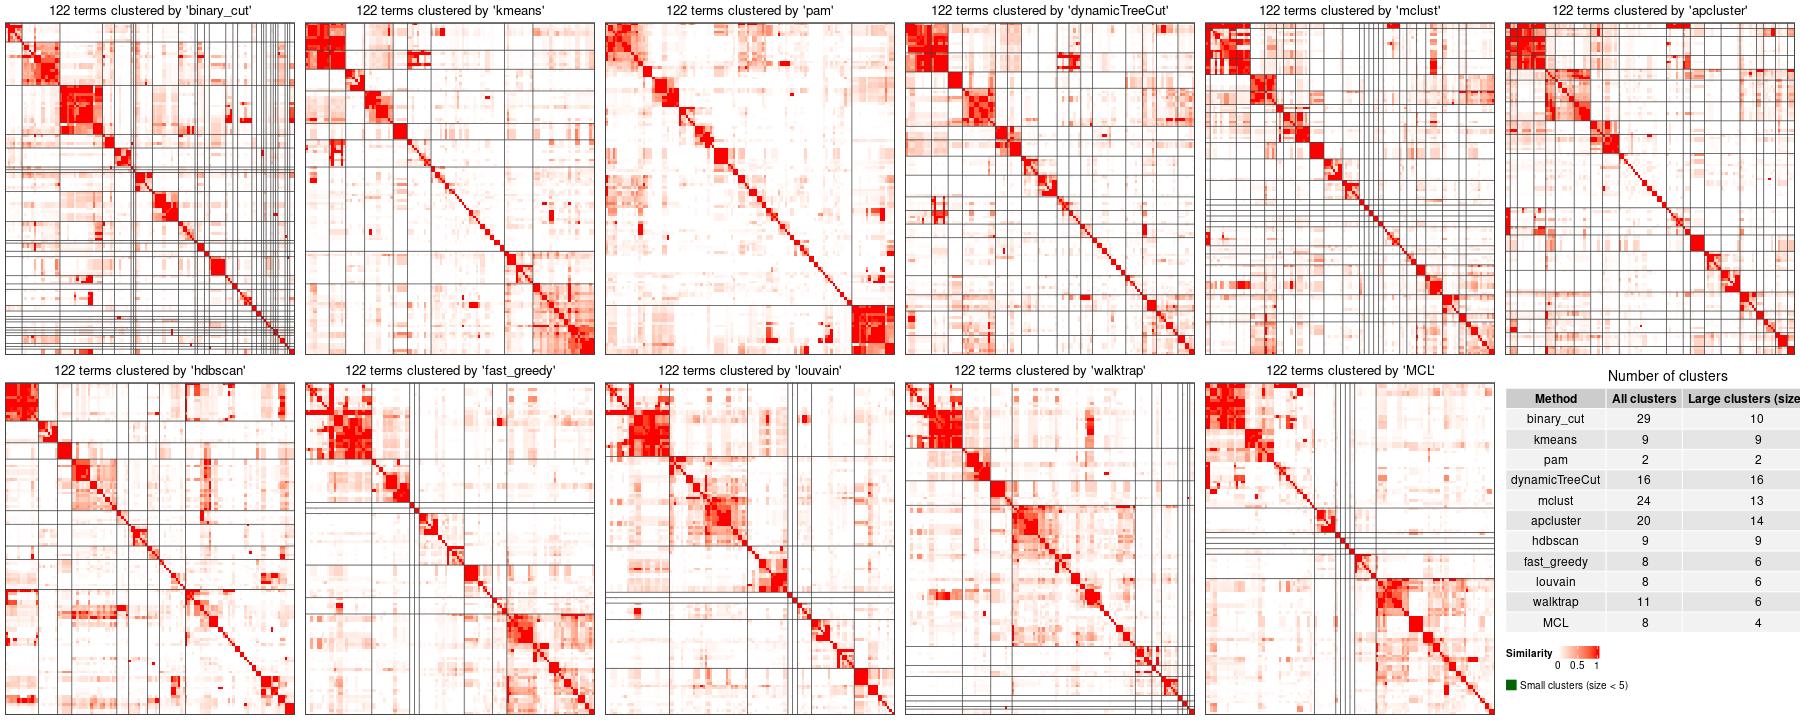 122 terms clustered by 'binary_cut'
122 terms clustered by 'kmeans'
122 terms clustered by 'pam'
122 terms clustered by 'dynamicTreeCut'
122 terms clustered by 'mclust'
122 terms clustered by 'apcluster'
122 terms clustered by 'hdbscan'
122 terms clustered by 'fast_greedy'
122 terms clustered by 'louvain'
122 terms clustered by 'walktrap'
122 terms clustered by 'MCL'
Number of clusters
Method All clusters Large clusters (size
binary_cut 29 10
kmeans 9 9
pam 2 2
dynamicTreeCut 16 16
mclust 24 13
apcluster 20 14
hdbscan 9 9
fast_greedy 8 6
louvain 8 6
walktrap 11 6
MCL 8 4
Similarity
0 0.5 1
Small clusters (size < 5)